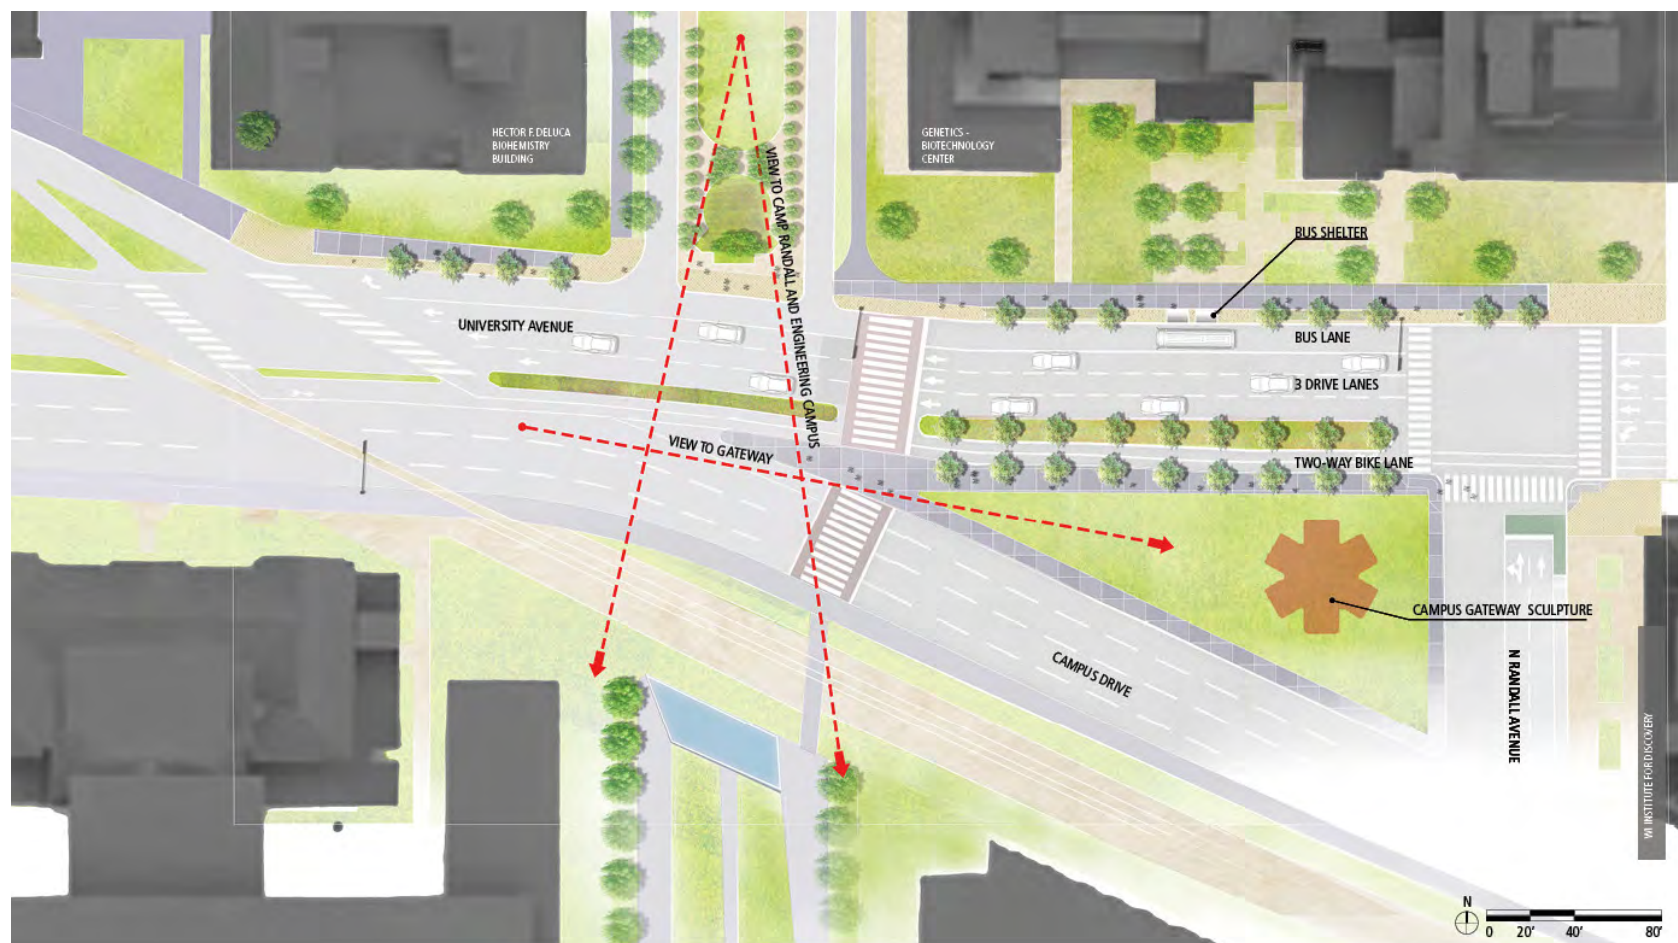 HECTOR F. DELUCA
BIOHEMISTRY
BUILDING
GENETICS -
BIOTECHNOLOGY
CENTER
VIEW TO CAMP RANDALL AND ENGINEERING CAMPUS
BUS SHELTER
UNIVERSITY AVENUE
BUS LANE
3 DRIVE LANES
VIEW TO GATEWAY
TWO-WAY BIKE LANE
CAMPUS GATEWAY SCULPTURE
CAMPUS DRIVE
N RANDALL AVENUE
WI INSTITUTE FOR DISCOVERY
N
0 20' 40' 80'